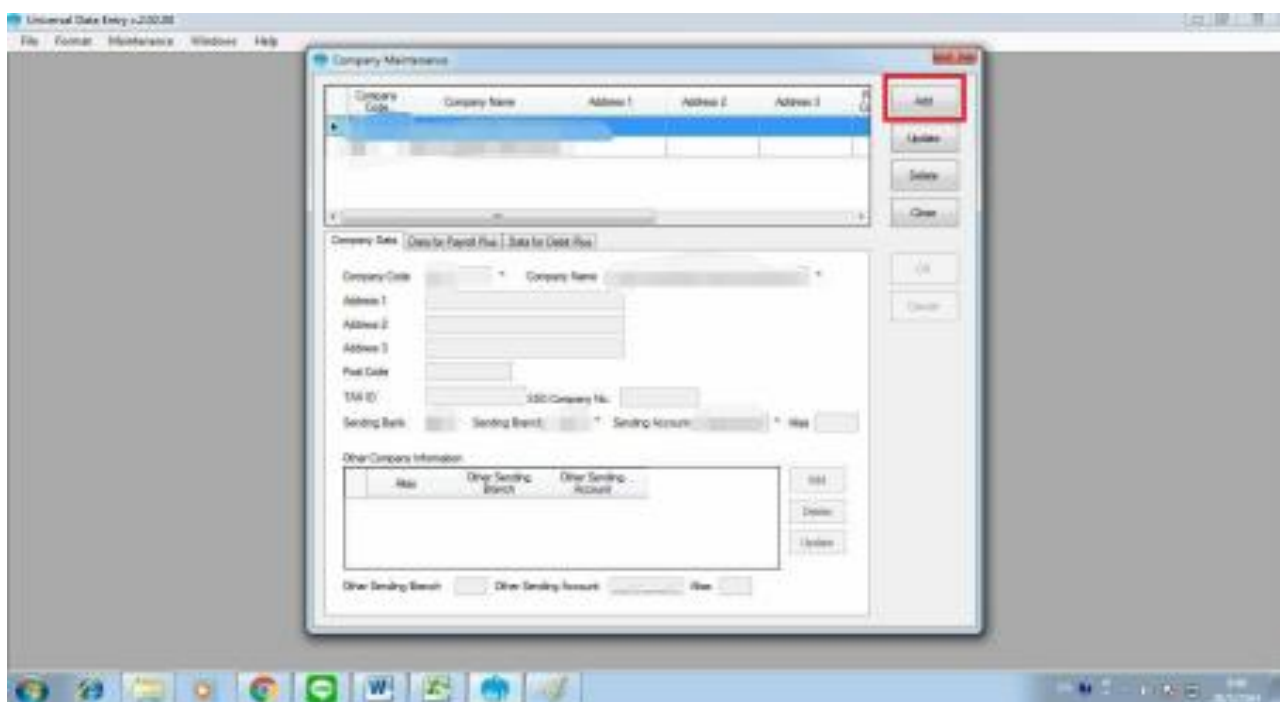 Universal Data Entry v.2.02.00
File Format Maintenance Windows Help
Company Maintenance
Company Code Company Name Address 1 Address 2 Address 3
Add
Update
Delete
Close
Company Data Data for Payroll Plus Data for Debit Plus
Company Code * Company Name *
OK
Cancel
Address 1
Address 2
Address 3
Post Code
TAX ID SSO Company No.
Sending Bank Sending Branch * Sending Account * Alias
Other Company Information
Alias Other Sending Branch Other Sending Account
Add
Delete
Update
Other Sending Branch Other Sending Account Alias